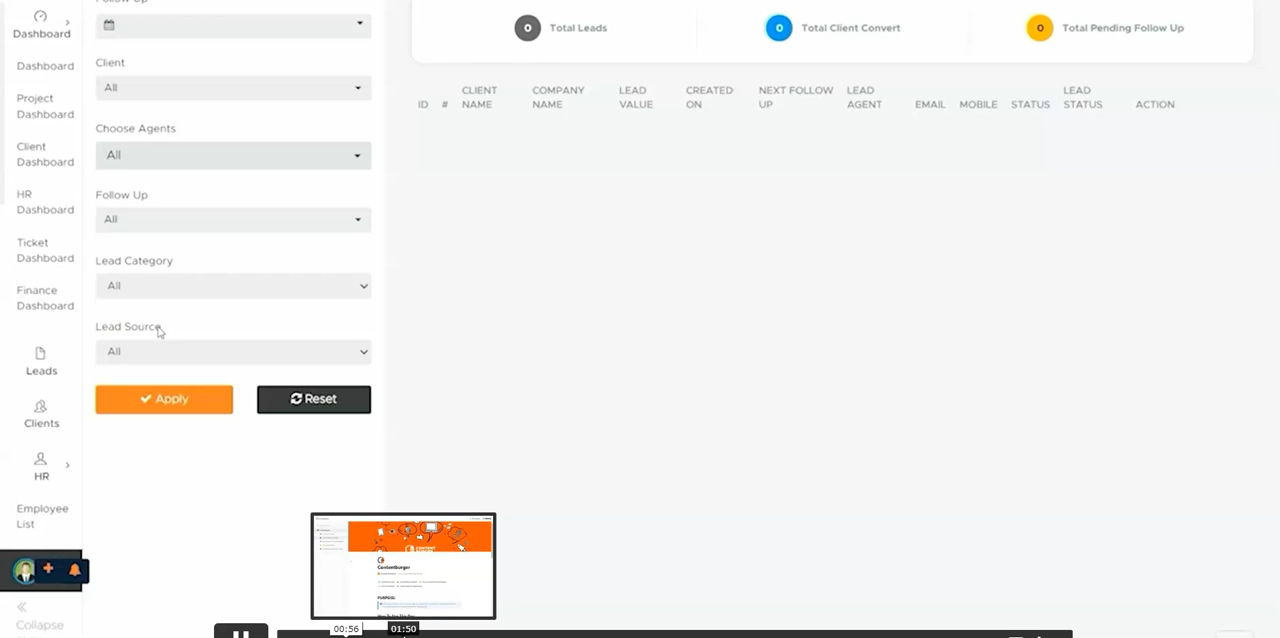 Dashboard
Dashboard
Project
Dashboard
Client
Dashboard
HR
Dashboard
Ticket
Dashboard
Finance
Dashboard
Leads
Clients
HR
Employee
List
Collapse
Follow Up
Client
All
Choose Agents
All
Follow Up
All
Lead Category
All
Lead Source
All
Apply
Reset
0 Total Leads
0 Total Client Convert
0 Total Pending Follow Up
ID # CLIENT NAME COMPANY NAME LEAD VALUE CREATED ON NEXT FOLLOW UP LEAD AGENT EMAIL MOBILE STATUS LEAD STATUS ACTION
ContentBurger
PURPOSE:
00:56
01:50